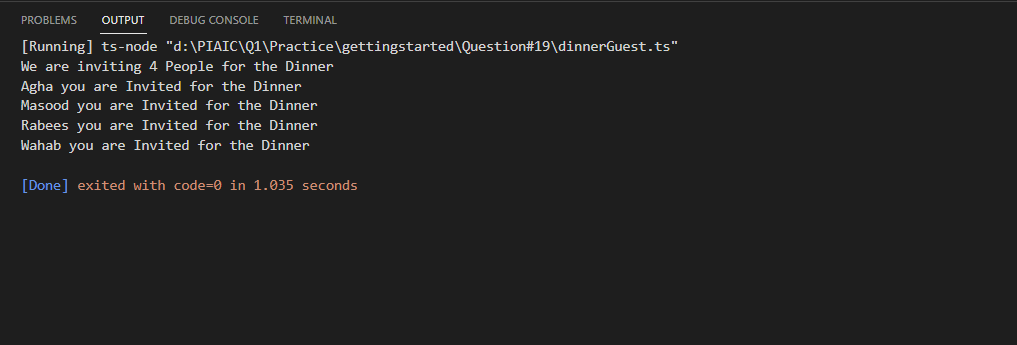 PROBLEMS OUTPUT DEBUG CONSOLE TERMINAL
[Running] ts-node "d:\PIAIC\Q1\Practice\gettingstarted\Question#19\dinnerGuest.ts"
We are inviting 4 People for the Dinner
Agha you are Invited for the Dinner
Masood you are Invited for the Dinner
Rabees you are Invited for the Dinner
Wahab you are Invited for the Dinner
[Done] exited with code=0 in 1.035 seconds